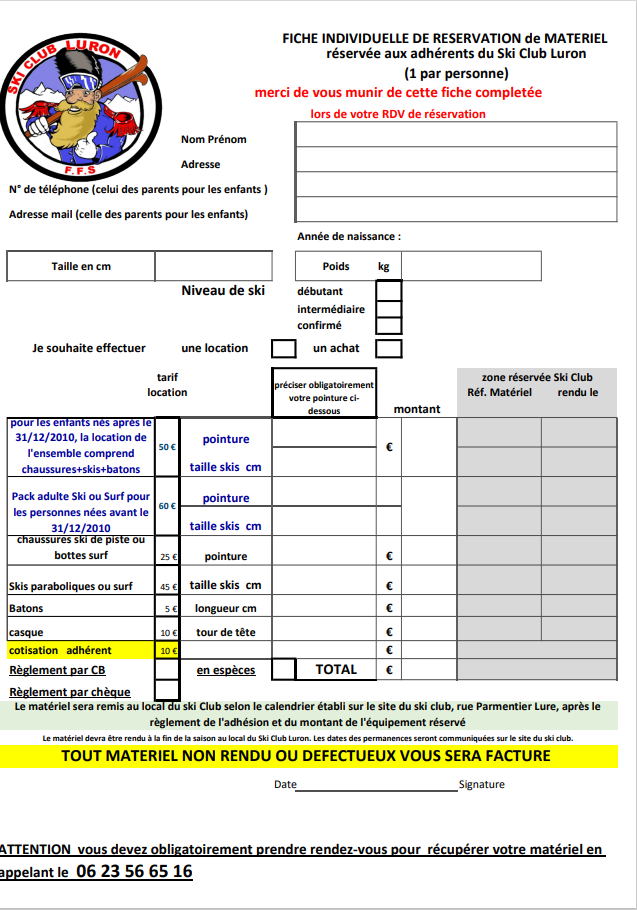 SKI CLUB LURON
F.F.S
FICHE INDIVIDUELLE DE RESERVATION de MATERIEL
réservée aux adhérents du Ski Club Luron
(1 par personne)
merci de vous munir de cette fiche completée
lors de votre RDV de réservation
Nom Prénom
Adresse
N° de téléphone (celui des parents pour les enfants )
Adresse mail (celle des parents pour les enfants)
Année de naissance :
Taille en cm
Poids kg
Niveau de ski
débutant
intermédiaire
confirmé
Je souhaite effectuer une location un achat
tarif
location
préciser obligatoirement
votre pointure ci-
dessous
montant
zone réservée Ski Club
Réf. Matériel rendu le
pour les enfants nés après le
31/12/2010, la location de
l'ensemble comprend
chaussures+skis+batons
50 €
pointure
taille skis cm
€
Pack adulte Ski ou Surf pour
les personnes nées avant le
31/12/2010
60 €
pointure
taille skis cm
chaussures ski de piste ou
bottes surf
25 €
pointure
€
Skis paraboliques ou surf 45 € taille skis cm €
Batons 5 € longueur cm €
casque 10 € tour de tête €
cotisation adhérent 10 € €
Règlement par CB en espèces TOTAL €
Règlement par chèque
Le matériel sera remis au local du ski Club selon le calendrier établi sur le site du ski club, rue Parmentier Lure, après le
règlement de l'adhésion et du montant de l'équipement réservé
Le matériel devra être rendu à la fin de la saison au local du Ski Club Luron. Les dates des permanences seront communiquées sur le site du ski club.
TOUT MATERIEL NON RENDU OU DEFECTUEUX VOUS SERA FACTURE
Date Signature
ATTENTION vous devez obligatoirement prendre rendez-vous pour récupérer votre matériel en
appelant le 06 23 56 65 16